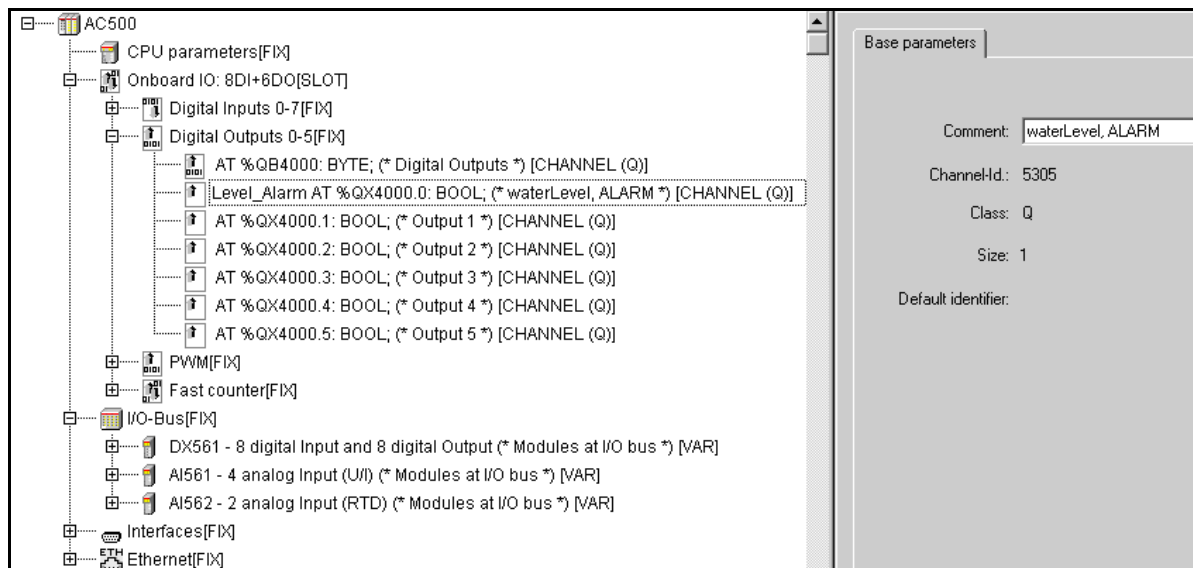 AC500
CPU parameters[FIX]
Onboard IO: 8DI+6DO[SLOT]
Digital Inputs 0-7[FIX]
Digital Outputs 0-5[FIX]
AT %QB4000: BYTE; (* Digital Outputs *) [CHANNEL (Q)]
Level_Alarm AT %QX4000.0: BOOL; (* waterLevel, ALARM *) [CHANNEL (Q)]
AT %QX4000.1: BOOL; (* Output 1 *) [CHANNEL (Q)]
AT %QX4000.2: BOOL; (* Output 2 *) [CHANNEL (Q)]
AT %QX4000.3: BOOL; (* Output 3 *) [CHANNEL (Q)]
AT %QX4000.4: BOOL; (* Output 4 *) [CHANNEL (Q)]
AT %QX4000.5: BOOL; (* Output 5 *) [CHANNEL (Q)]
PWM[FIX]
Fast counter[FIX]
I/O-Bus[FIX]
DX561 - 8 digital Input and 8 digital Output (* Modules at I/O bus *) [VAR]
AI561 - 4 analog Input (U/I) (* Modules at I/O bus *) [VAR]
AI562 - 2 analog Input (RTD) (* Modules at I/O bus *) [VAR]
Interfaces[FIX]
ETH Ethernet[FIX]
Base parameters
Comment: waterLevel, ALARM
Channel-Id.: 5305
Class: Q
Size: 1
Default identifier: